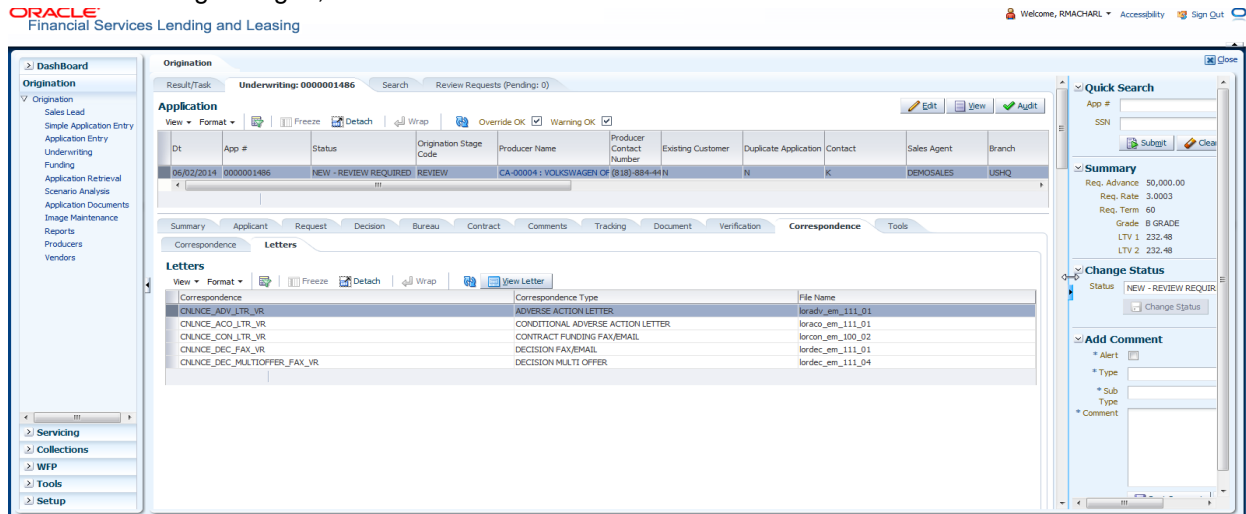 ORACLE
Financial Services Lending and Leasing
Welcome, RMACHARL Accessibility Sign Out
Close
DashBoard
Origination
Origination
Sales Lead
Simple Application Entry
Application Entry
Underwriting
Funding
Application Retrieval
Scenario Analysis
Application Documents
Image Maintenance
Reports
Producers
Vendors
Servicing
Collections
WFP
Tools
Setup
Origination
Result/Task Underwriting: 0000001486 Search Review Requests (Pending: 0)
Application
Edit View Audit
View Format Freeze Detach Wrap Override OK Warning OK
Dt App # Status Origination Stage Code Producer Name Producer Contact Number Existing Customer Duplicate Application Contact Sales Agent Branch
06/02/2014 0000001486 NEW - REVIEW REQUIRED REVIEW CA-00004 : VOLKSWAGEN OF (818)-884-44 N N K DEMOSALES USHQ
Summary Applicant Request Decision Bureau Contract Comments Tracking Document Verification Correspondence Tools
Correspondence Letters
Letters
View Format Freeze Detach Wrap View Letter
Correspondence Correspondence Type File Name
CNLNCE_ADV_LTR_VR ADVERSE ACTION LETTER loradv_em_111_01
CNLNCE_ACO_LTR_VR CONDITIONAL ADVERSE ACTION LETTER loraco_em_111_01
CNLNCE_CON_LTR_VR CONTRACT FUNDING FAX/EMAIL lorcon_em_100_02
CNLNCE_DEC_FAX_VR DECISION FAX/EMAIL lordec_em_111_01
CNLNCE_DEC_MULTIOFFER_FAX_VR DECISION MULTI OFFER lordec_em_111_04
Quick Search
App #
SSN
Submit Clea
Summary
Req. Advance 50,000.00
Req. Rate 3.0003
Req. Term 60
Grade B GRADE
LTV 1 232.48
LTV 2 232.48
Change Status
Status NEW - REVIEW REQUIR
Change Status
Add Comment
* Alert
* Type
* Sub Type
* Comment